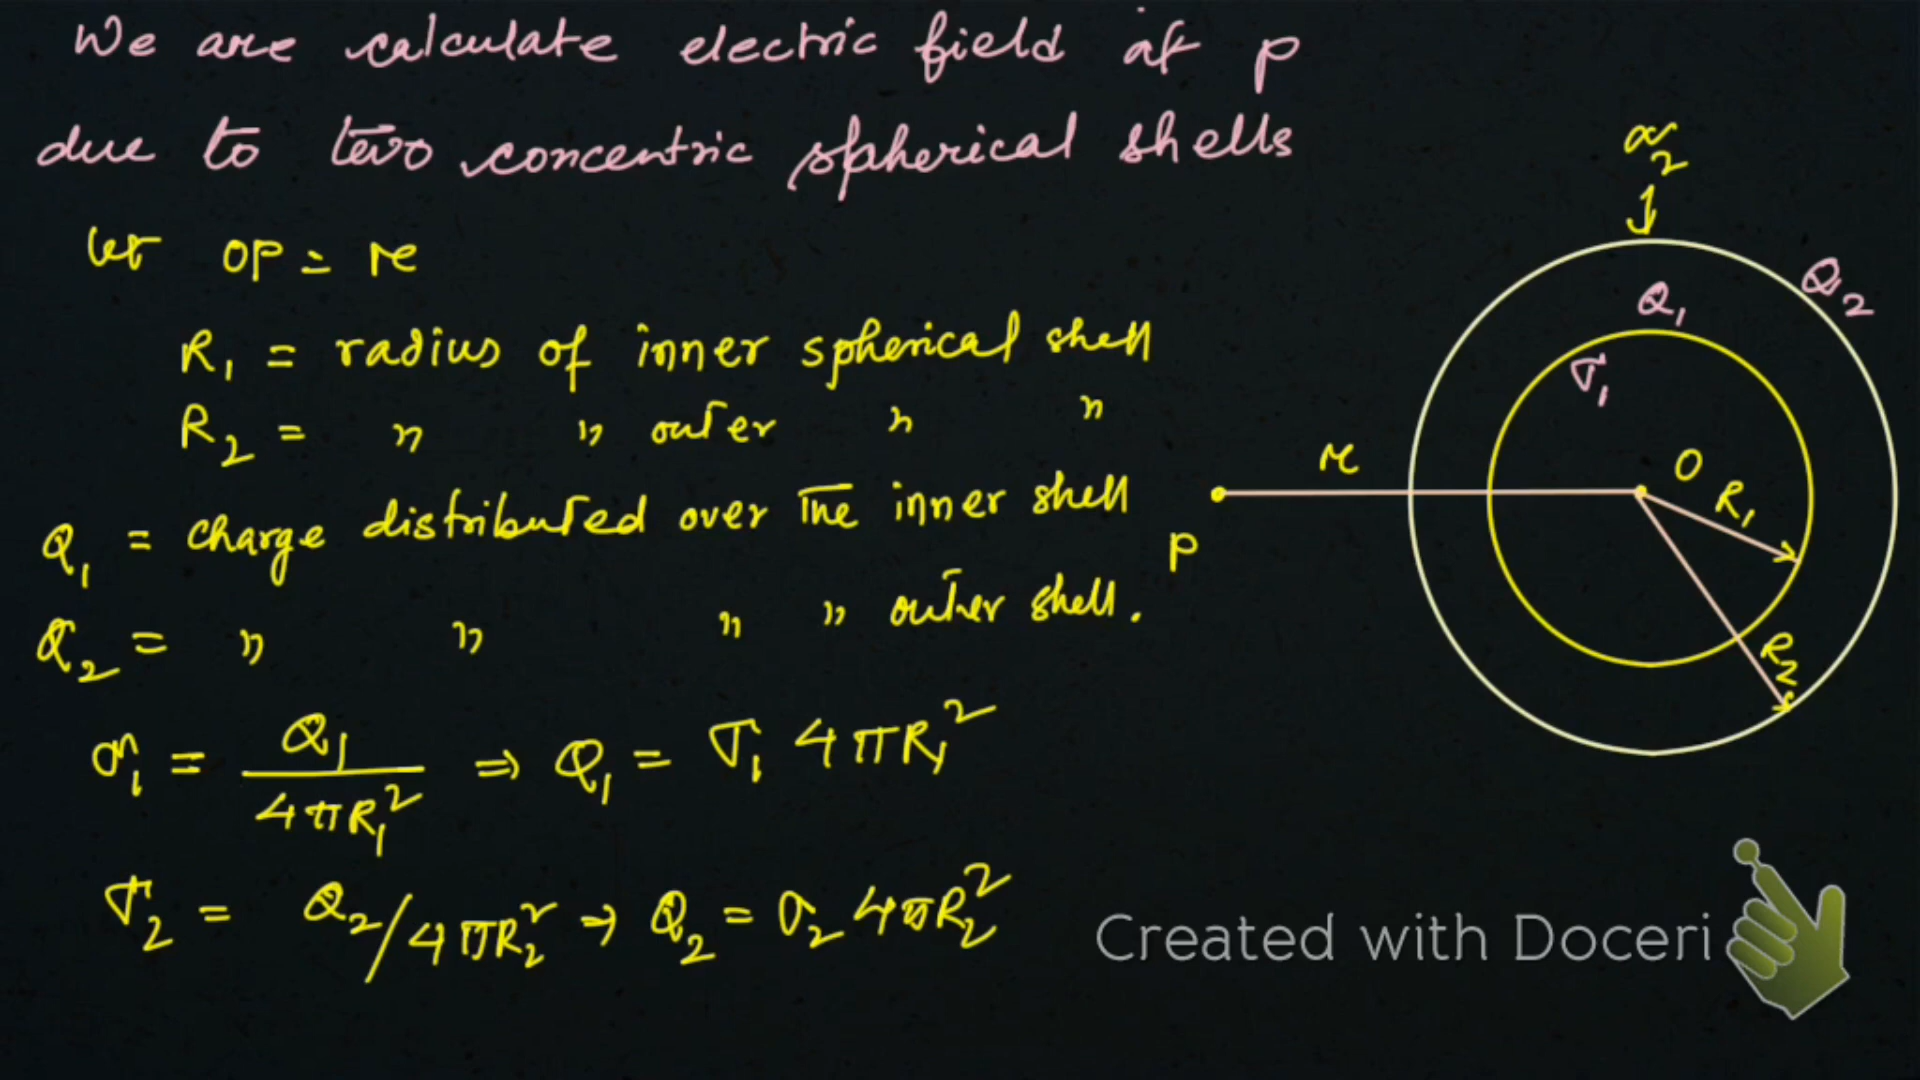 We are calculate electric field at P
due to two concentric spherical shells
let OP = r
R₁ = radius of inner spherical shell
R₂ = " " outer " "
Q₁ = charge distributed over the inner shell
Q₂ = " " " " outer shell.
σ₁ = Q₁/4πR₁² ⇒ Q₁ = σ₁ 4πR₁²
σ₂ = Q₂/4πR₂² ⇒ Q₂ = σ₂ 4πR₂²
σ₂
Q₂
Q₁
σ₁
r
O
R₁
P
R₂
Created with Doceri